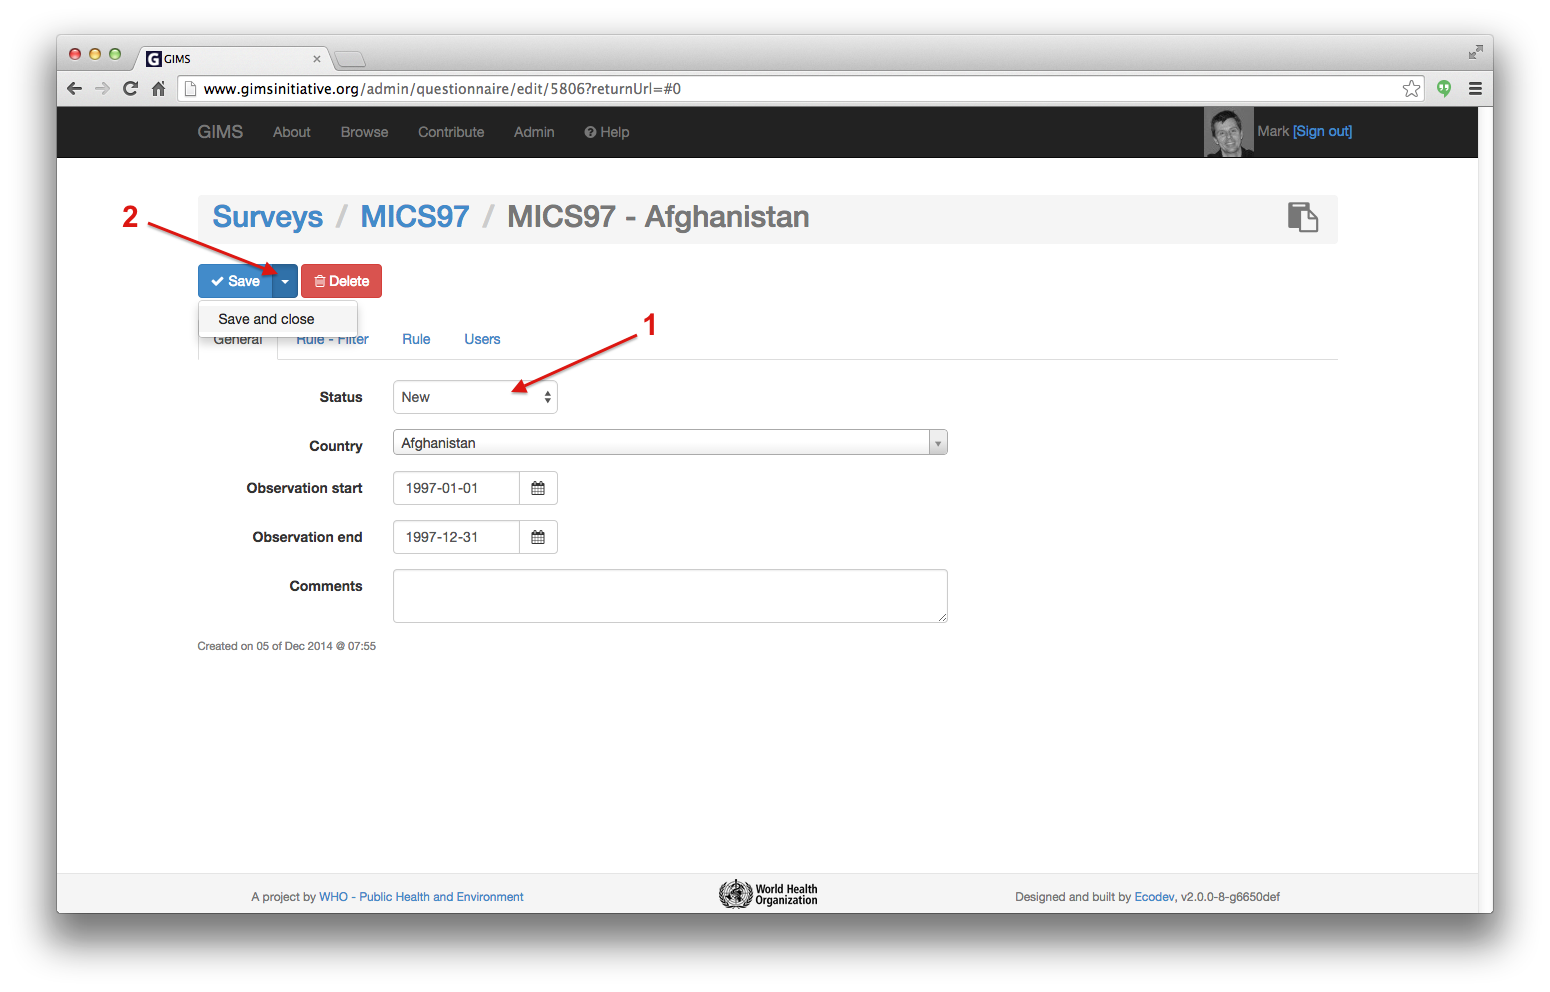 GIMS
www.gimsinitiative.org/admin/questionnaire/edit/5806?returnUrl=#0
GIMS About Browse Contribute Admin Help Mark [Sign out]
Surveys / MICS97 / MICS97 - Afghanistan
2
Save Delete
Save and close
General Rule - Filter Rule Users
1
Status New
Country Afghanistan
Observation start 1997-01-01
Observation end 1997-12-31
Comments
Created on 05 of Dec 2014 @ 07:55
A project by WHO - Public Health and Environment
World Health
Organization
Designed and built by Ecodev, v2.0.0-8-g6650def